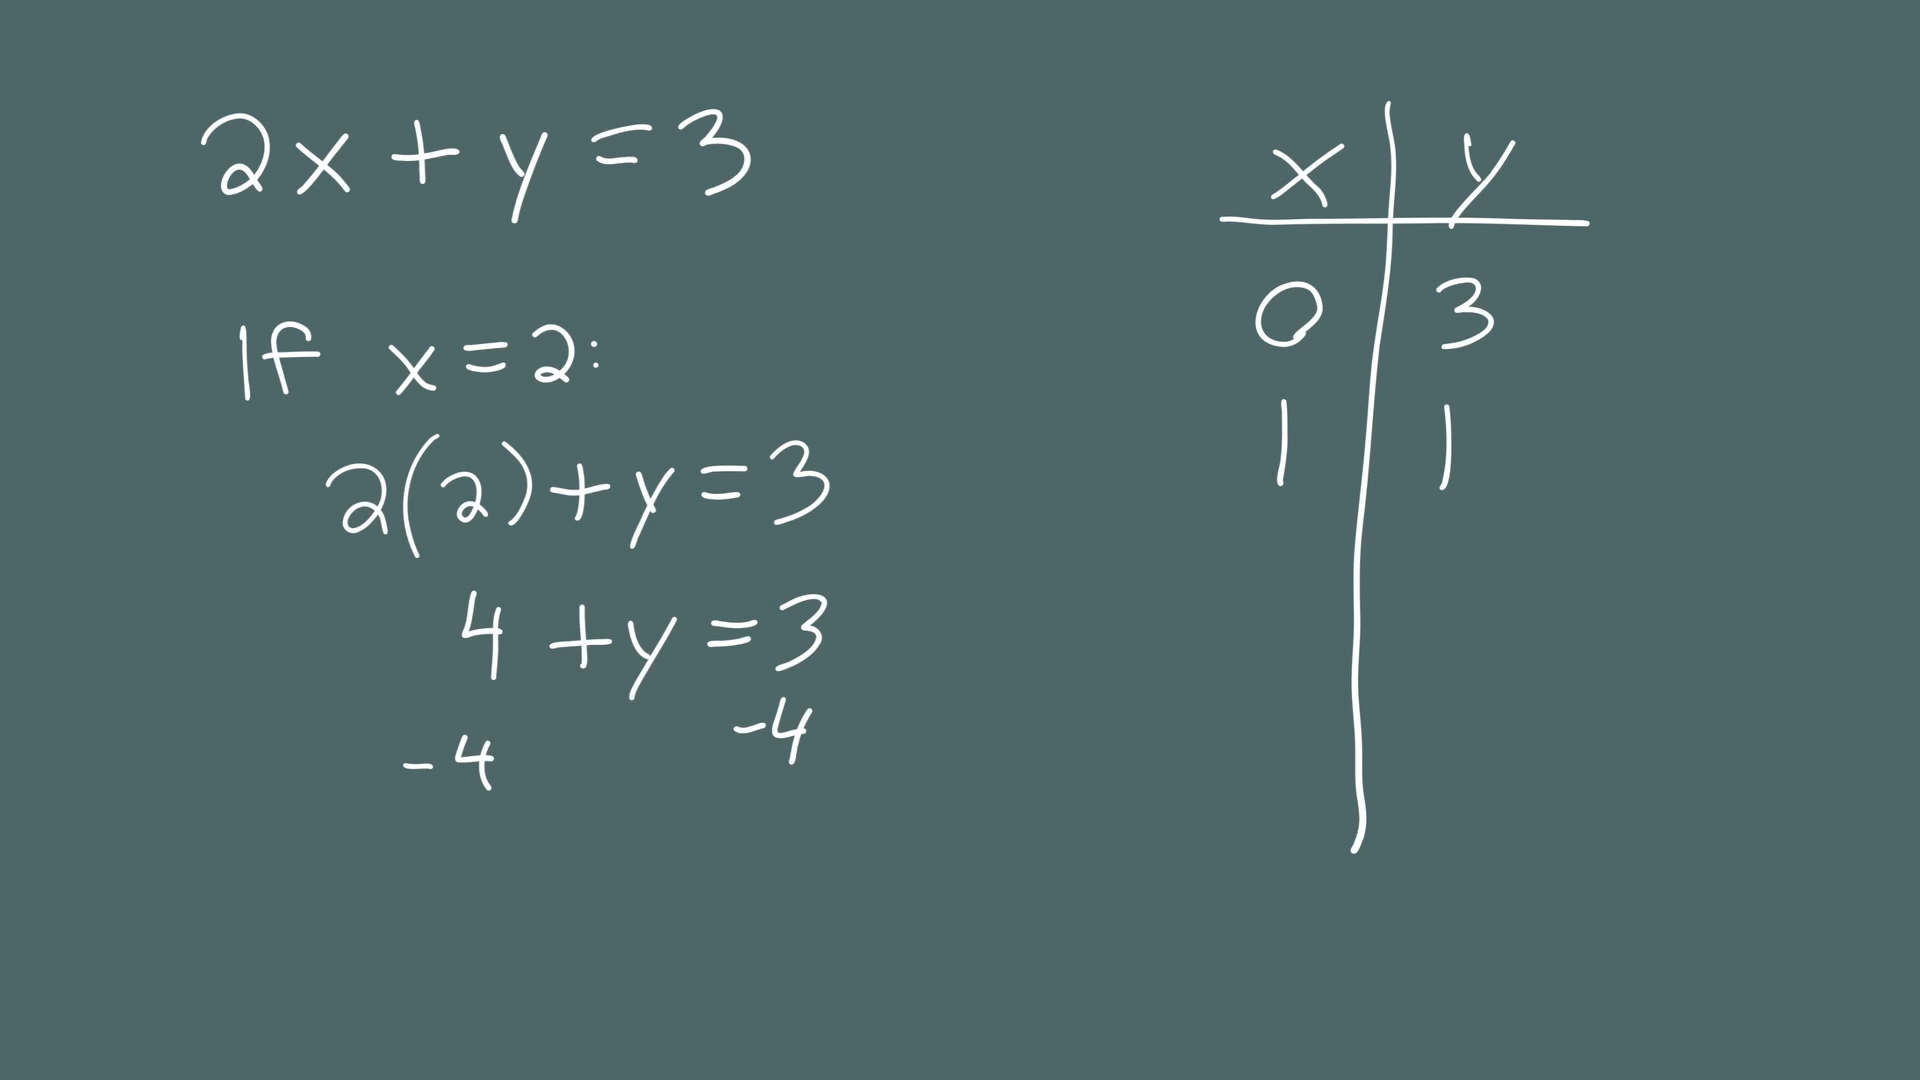 2x + y = 3
If x = 2:
2(2) + y = 3
4 + y = 3
-4 -4
x y
0 3
1 1